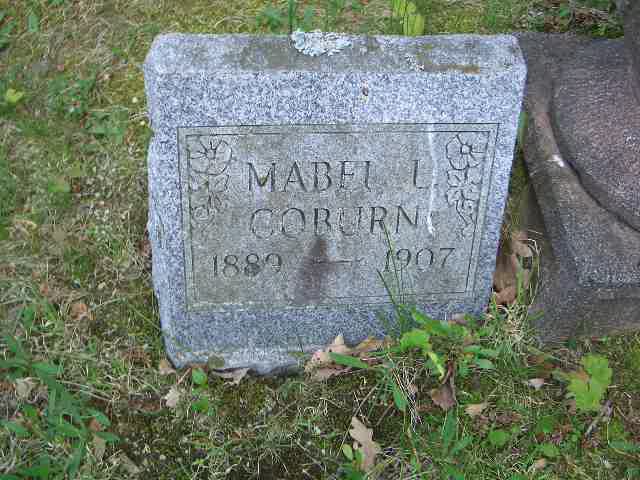 MABEL L.
COBURN
1889 — 1907